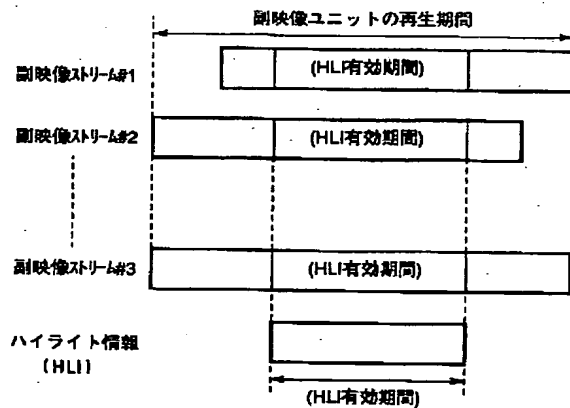 副映像ユニットの再生期間
副映像ストリーム#1
(HLI有効期間)
副映像ストリーム#2
(HLI有効期間)
副映像ストリーム#3
(HLI有効期間)
ハイライト情報
(HLI)
(HLI有効期間)